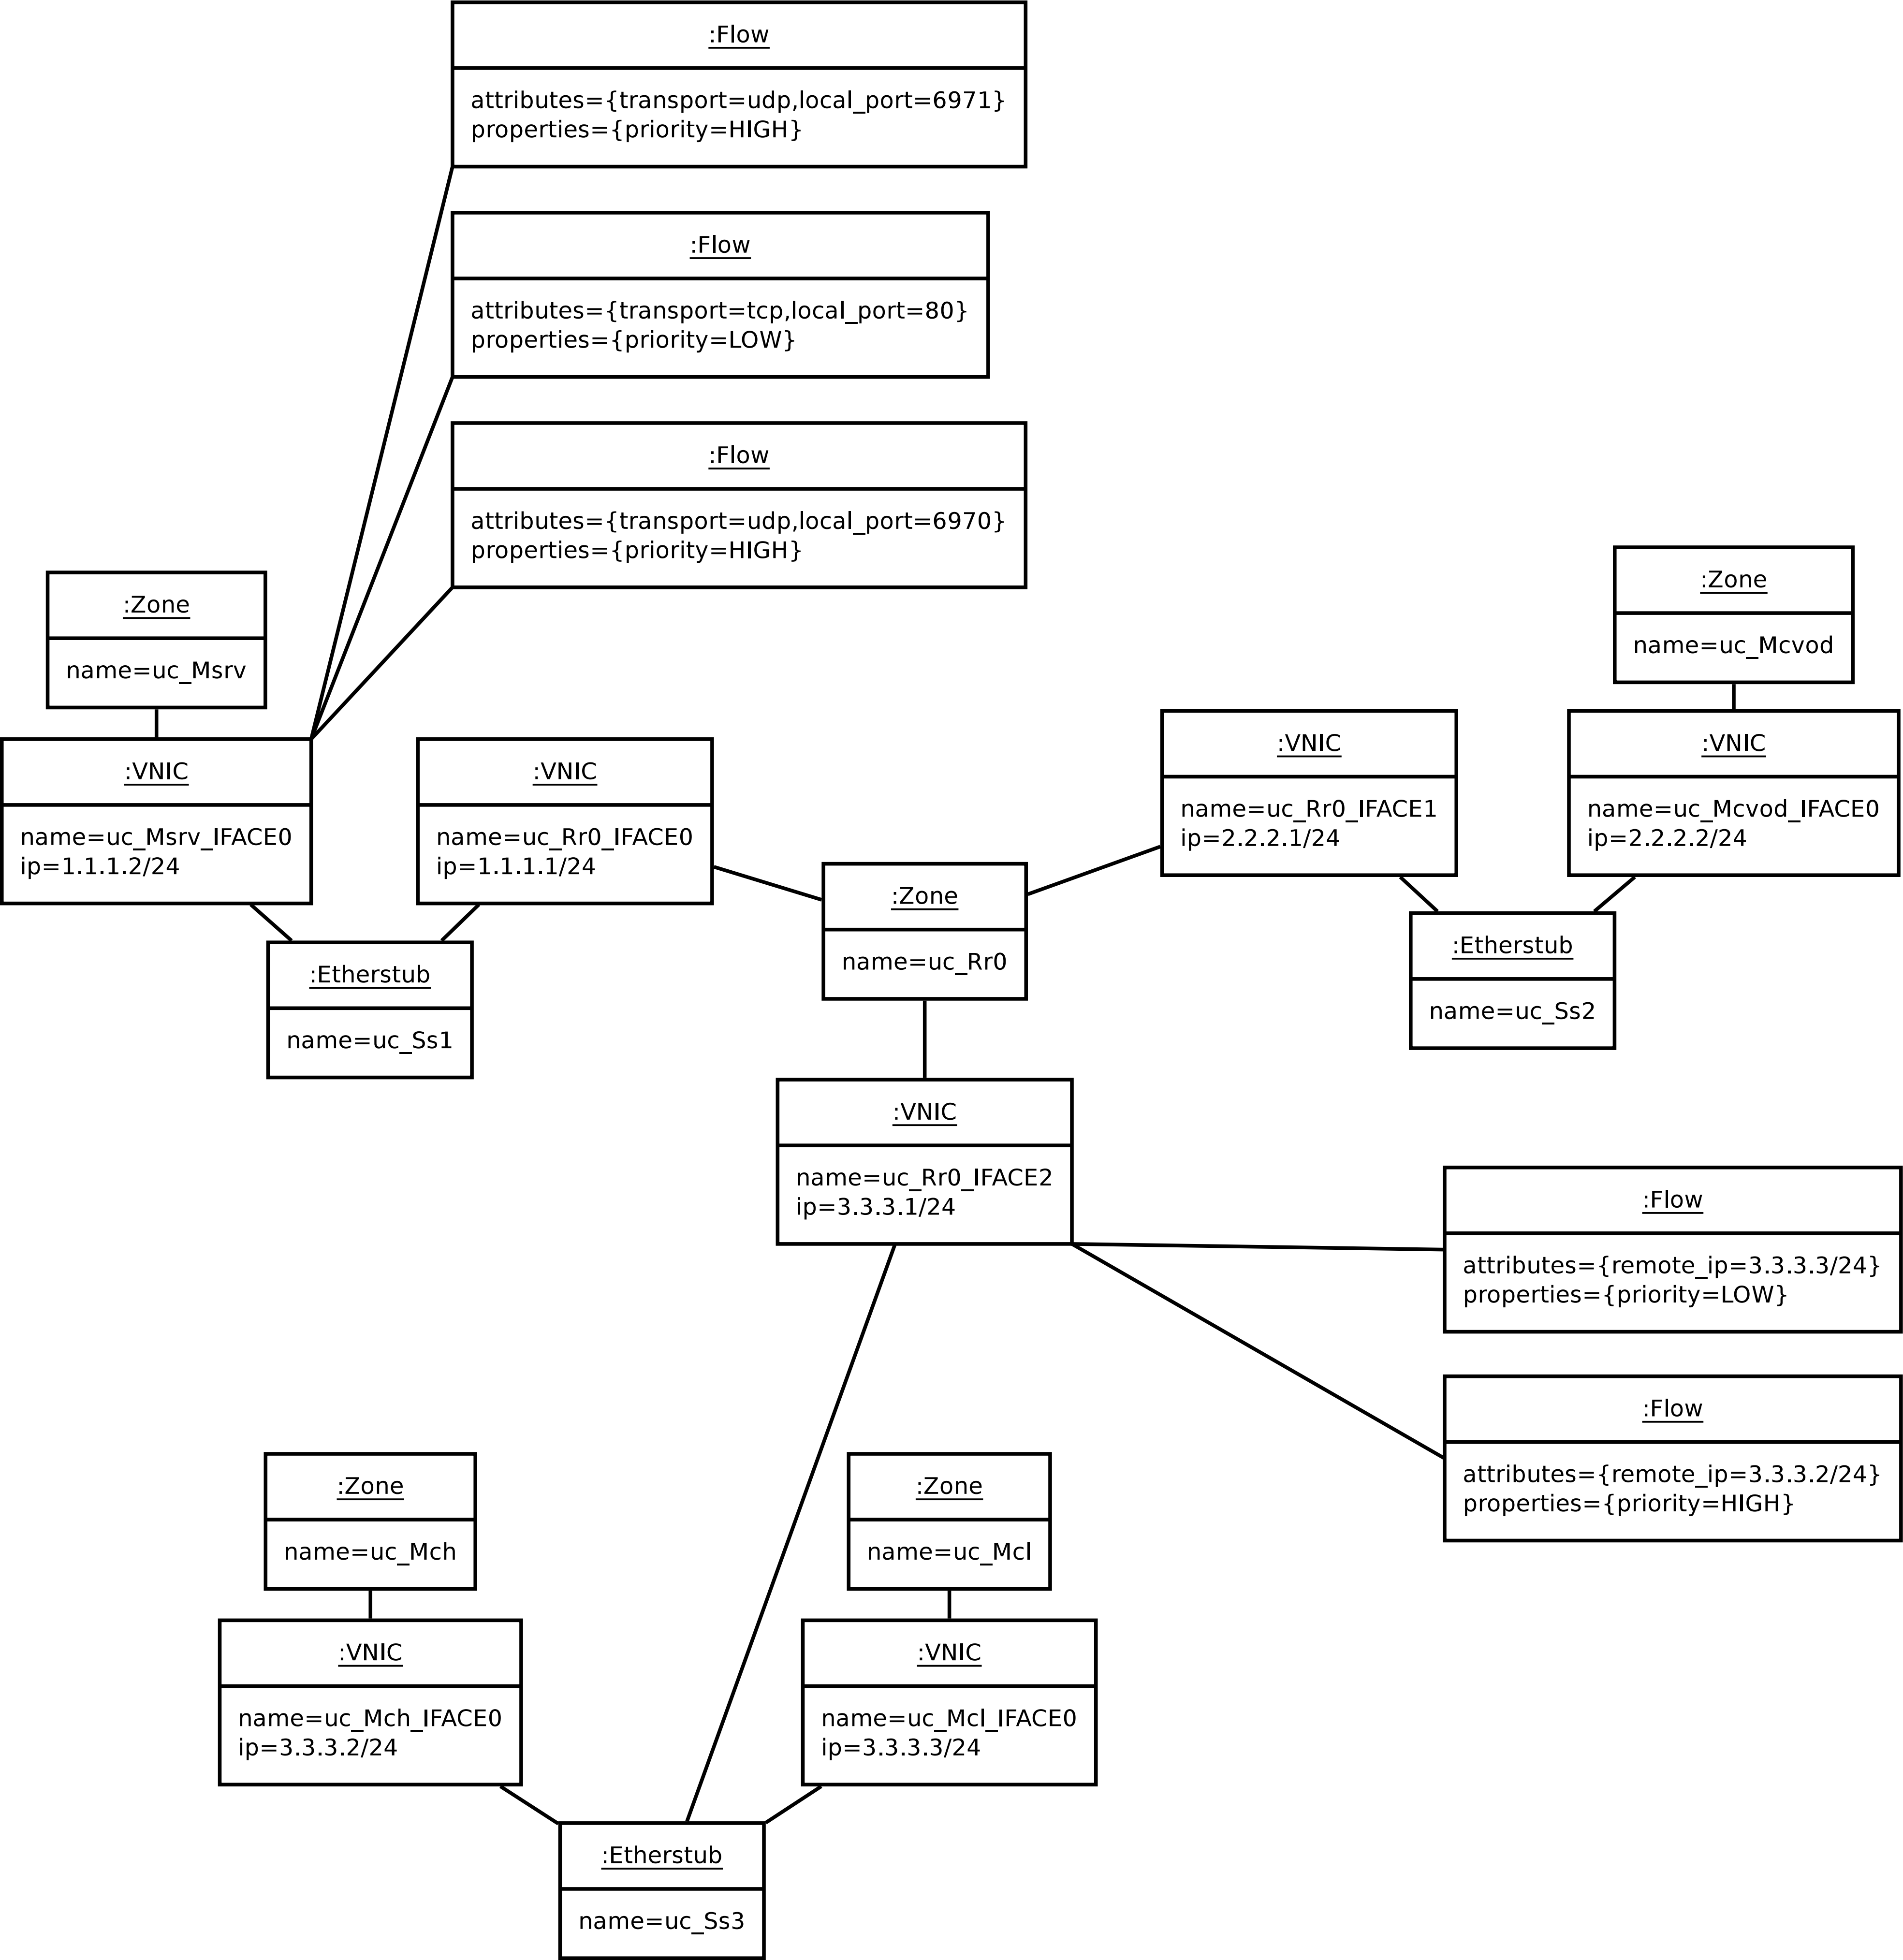 :Flow
attributes={transport=udp,local_port=6971}
properties={priority=HIGH}
:Flow
attributes={transport=tcp,local_port=80}
properties={priority=LOW}
:Flow
attributes={transport=udp,local_port=6970}
properties={priority=HIGH}
:Zone
name=uc_Msrv
:Zone
name=uc_Mcvod
:VNIC
name=uc_Msrv_IFACE0
ip=1.1.1.2/24
:VNIC
name=uc_Rr0_IFACE0
ip=1.1.1.1/24
:VNIC
name=uc_Rr0_IFACE1
ip=2.2.2.1/24
:VNIC
name=uc_Mcvod_IFACE0
ip=2.2.2.2/24
:Zone
name=uc_Rr0
:Etherstub
name=uc_Ss1
:Etherstub
name=uc_Ss2
:VNIC
name=uc_Rr0_IFACE2
ip=3.3.3.1/24
:Flow
attributes={remote_ip=3.3.3.3/24}
properties={priority=LOW}
:Flow
attributes={remote_ip=3.3.3.2/24}
properties={priority=HIGH}
:Zone
name=uc_Mch
:Zone
name=uc_Mcl
:VNIC
name=uc_Mch_IFACE0
ip=3.3.3.2/24
:VNIC
name=uc_Mcl_IFACE0
ip=3.3.3.3/24
:Etherstub
name=uc_Ss3